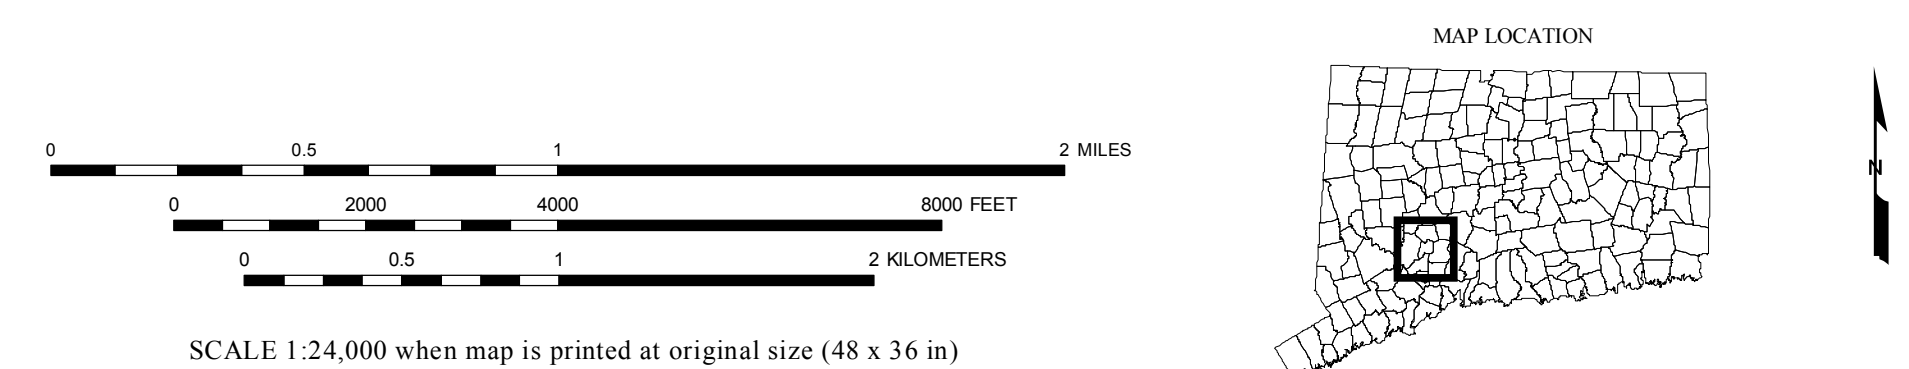 MAP LOCATION
0 0.5 1 2 MILES
0 2000 4000 8000 FEET
0 0.5 1 2 KILOMETERS
N
SCALE 1:24,000 when map is printed at original size (48 x 36 in)